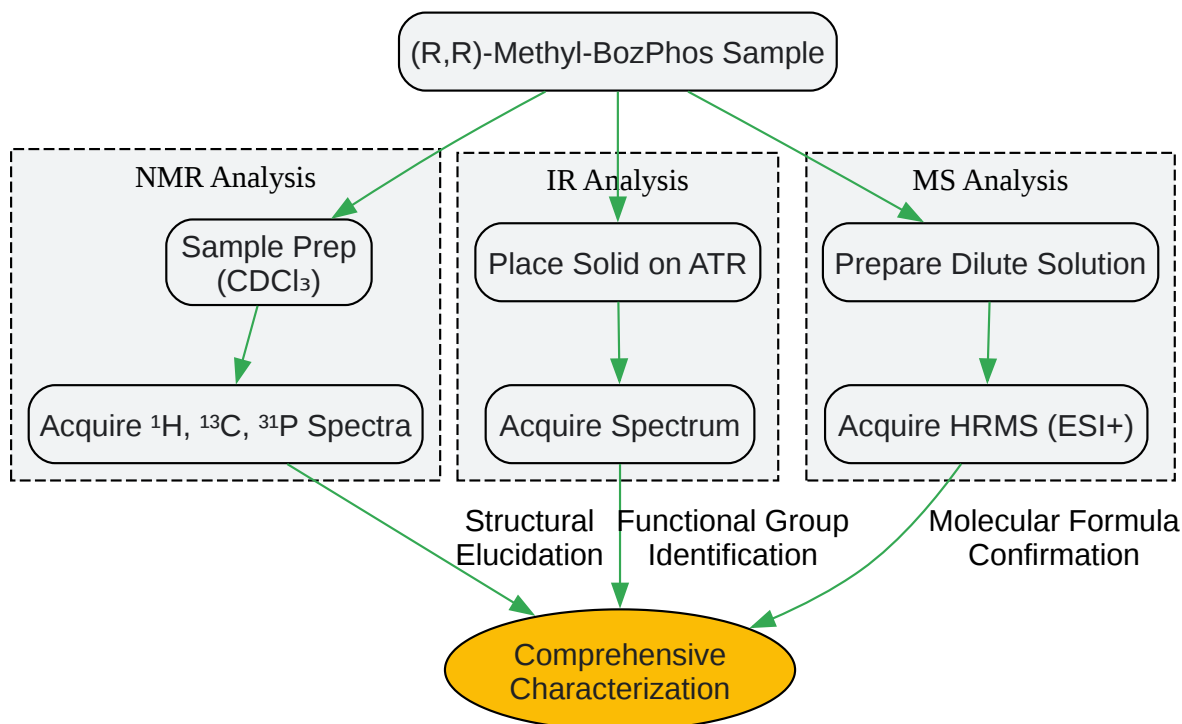 (R,R)-Methyl-BozPhos Sample
NMR Analysis
IR Analysis
MS Analysis
Sample Prep
(CDCl₃)
Place Solid on ATR
Prepare Dilute Solution
Acquire ¹H, ¹³C, ³¹P Spectra
Acquire Spectrum
Acquire HRMS (ESI+)
Structural
Elucidation
Functional Group
Identification
Molecular Formula
Confirmation
Comprehensive
Characterization